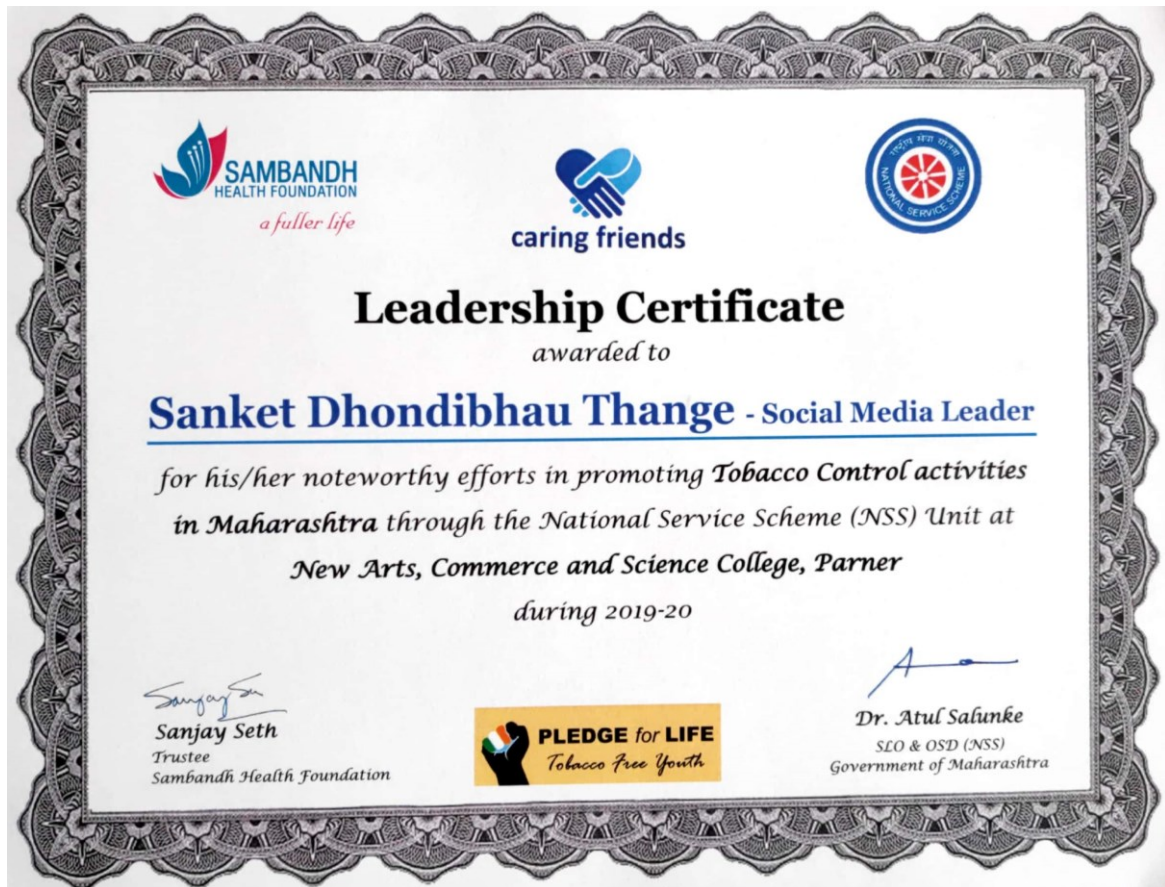 SAMBANDH
HEALTH FOUNDATION
a fuller life
caring friends
राष्ट्रीय सेवा योजना
NATIONAL SERVICE SCHEME
Leadership Certificate
awarded to
Sanket Dhondibhau Thange - Social Media Leader
for his/her noteworthy efforts in promoting Tobacco Control activities
in Maharashtra through the National Service Scheme (NSS) Unit at
New Arts, Commerce and Science College, Parner
during 2019-20
Sanjay Seth
Trustee
Sambandh Health Foundation
PLEDGE for LIFE
Tobacco Free Youth
Dr. Atul Salunke
SLO & OSD (NSS)
Government of Maharashtra